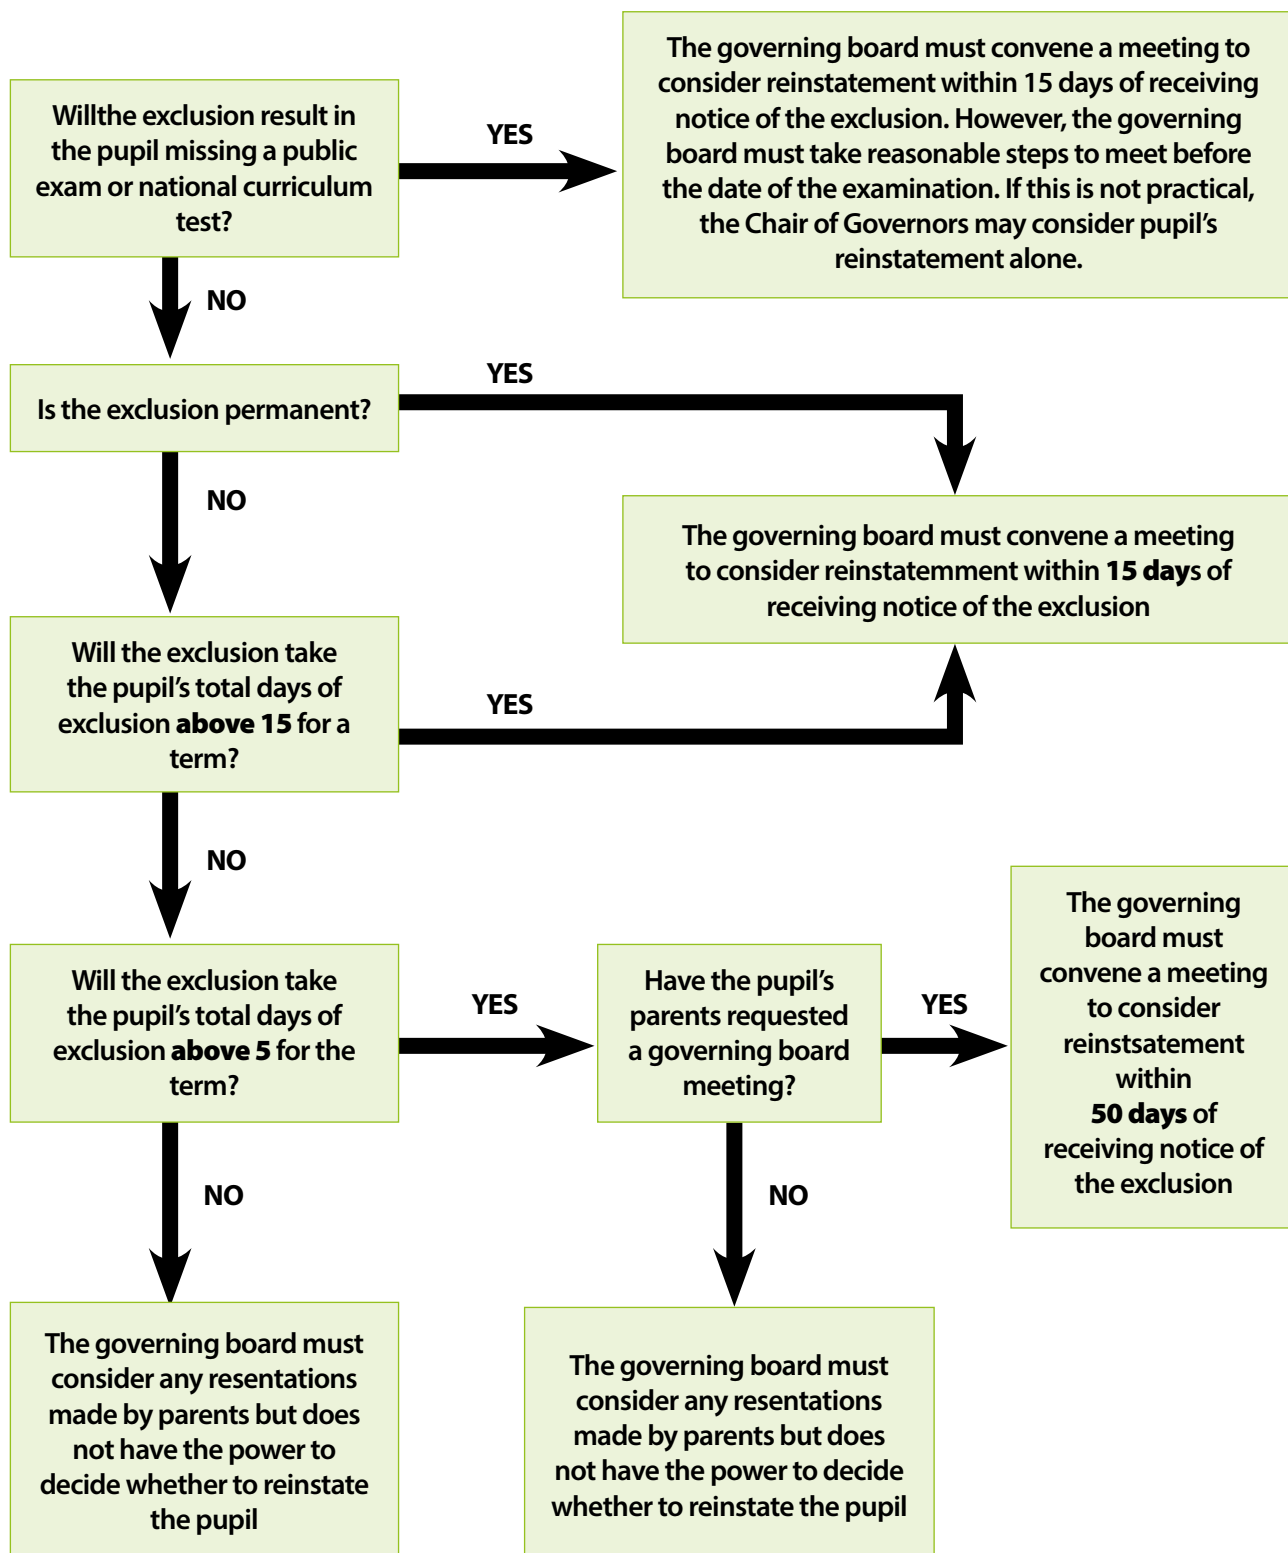 Willthe exclusion result in
the pupil missing a public
exam or national curriculum
test?
YES
The governing board must convene a meeting to
consider reinstatement within 15 days of receiving
notice of the exclusion. However, the governing
board must take reasonable steps to meet before
the date of the examination. If this is not practical,
the Chair of Governors may consider pupil’s
reinstatement alone.
NO
Is the exclusion permanent?
YES
NO
The governing board must convene a meeting
to consider reinstatemment within 15 days of
receiving notice of the exclusion
Will the exclusion take
the pupil’s total days of
exclusion above 15 for a
term?
YES
NO
Will the exclusion take
the pupil’s total days of
exclusion above 5 for the
term?
YES
Have the pupil’s
parents requested
a governing board
meeting?
YES
The governing
board must
convene a meeting
to consider
reinstsatement
within
50 days of
receiving notice of
the exclusion
NO
NO
The governing board must
consider any resentations
made by parents but does
not have the power to
decide whether to reinstate
the pupil
The governing board must
consider any resentations
made by parents but does
not have the power to decide
whether to reinstate the pupil